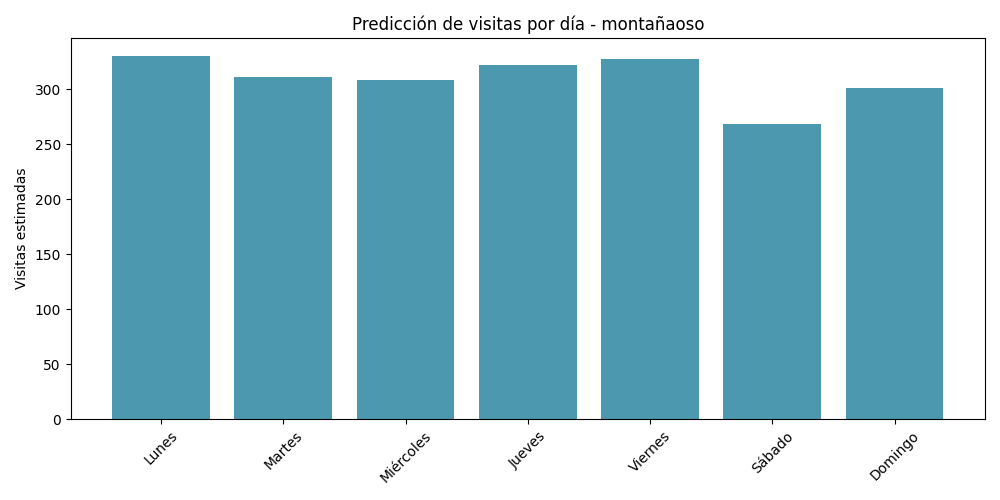 Predicción de visitas por día - montañaoso
Visitas estimadas
300
250
200
150
100
50
0
Lunes
Martes
Miércoles
Jueves
Viernes
Sábado
Domingo